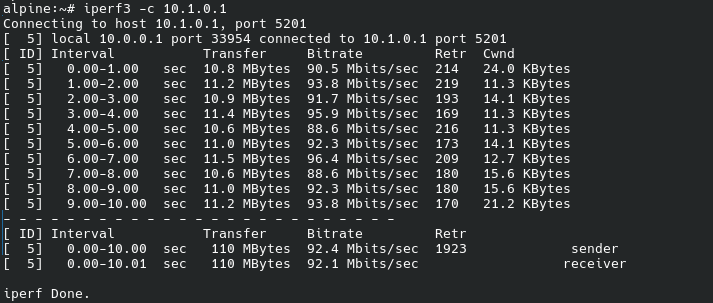 alpine:~# iperf3 -c 10.1.0.1
Connecting to host 10.1.0.1, port 5201
[  5] local 10.0.0.1 port 33954 connected to 10.1.0.1 port 5201
[ ID] Interval           Transfer     Bitrate         Retr  Cwnd
[  5]   0.00-1.00   sec  10.8 MBytes  90.5 Mbits/sec  214   24.0 KBytes
[  5]   1.00-2.00   sec  11.2 MBytes  93.8 Mbits/sec  219   11.3 KBytes
[  5]   2.00-3.00   sec  10.9 MBytes  91.7 Mbits/sec  193   14.1 KBytes
[  5]   3.00-4.00   sec  11.4 MBytes  95.9 Mbits/sec  169   11.3 KBytes
[  5]   4.00-5.00   sec  10.6 MBytes  88.6 Mbits/sec  216   11.3 KBytes
[  5]   5.00-6.00   sec  11.0 MBytes  92.3 Mbits/sec  173   14.1 KBytes
[  5]   6.00-7.00   sec  11.5 MBytes  96.4 Mbits/sec  209   12.7 KBytes
[  5]   7.00-8.00   sec  10.6 MBytes  88.6 Mbits/sec  180   15.6 KBytes
[  5]   8.00-9.00   sec  11.0 MBytes  92.3 Mbits/sec  180   15.6 KBytes
[  5]   9.00-10.00  sec  11.2 MBytes  93.8 Mbits/sec  170   21.2 KBytes
- - - - - - - - - - - - - - - - - - - - - - - - -
[ ID] Interval           Transfer     Bitrate         Retr
[  5]   0.00-10.00  sec   110 MBytes  92.4 Mbits/sec  1923             sender
[  5]   0.00-10.01  sec   110 MBytes  92.1 Mbits/sec                  receiver

iperf Done.